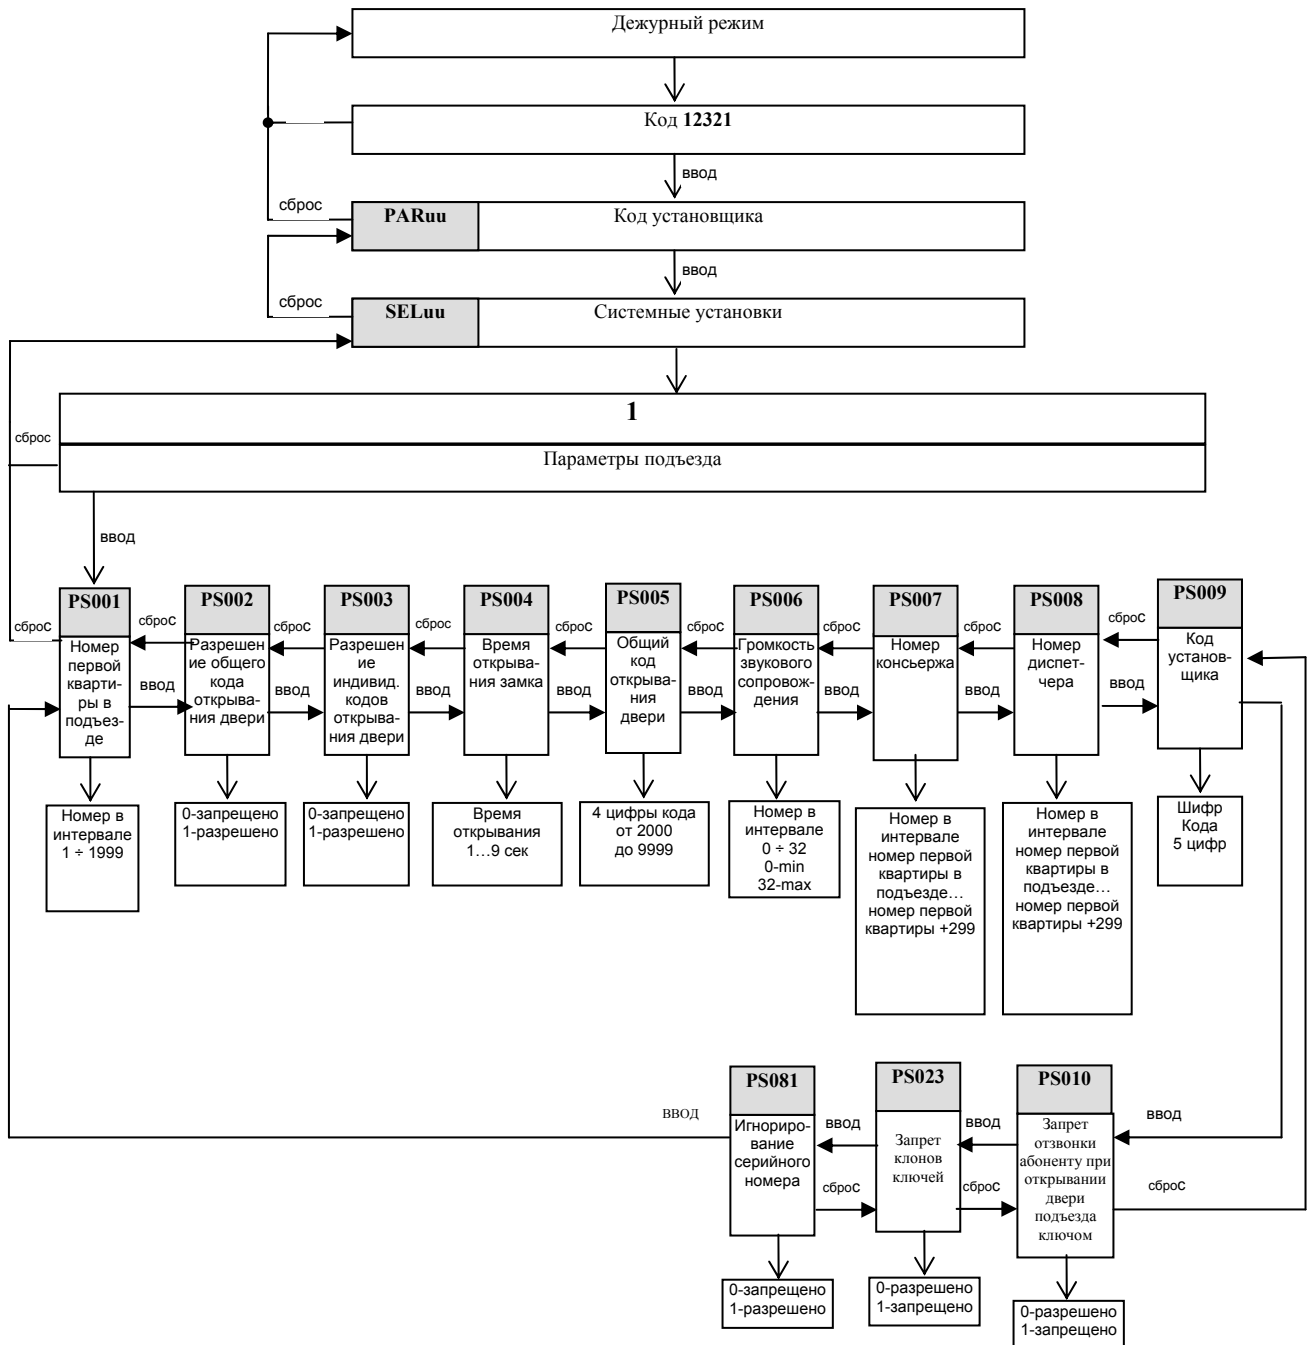 Дежурный режим
Код 12321
ввод
сброс
PARuu
Код установщика
ввод
сброс
SELuu
Системные установки
1
сброс
Параметры подъезда
ввод
PS001
PS002
PS003
PS004
PS005
PS006
PS007
PS008
PS009
сброс
сброс
сброс
сброс
сброс
сброс
сброс
сброс
сброс
Номер
первой
кварти-
ры в
подъез-
де
ввод
Разрешен
ие общего
кода
открыва
ния двери
ввод
Разрешен
ие
индивид.
кодов
открыва-
ния двери
ввод
Время
открыва-
ния замка
ввод
Общий
код
открыва-
ния
двери
ввод
Громкость
звукового
сопровож-
дения
ввод
Номер
консьержа
ввод
Номер
диспет-
чера
ввод
Код
установ-
щика
Номер в
интервале
1 ÷ 1999
0-запрещено
1-разрешено
0-запрещено
1-разрешено
Время
открывания
1...9 сек
4 цифры кода
от 2000
до 9999
Номер в
интервале
0 ÷ 32
0-min
32-max
Номер в
интервале
номер первой
квартиры в
подъезде...
номер первой
квартиры +299
Номер в
интервале
номер первой
квартиры в
подъезде...
номер первой
квартиры +299
Шифр
Кода
5 цифр
PS081
PS023
PS010
ввод
Игнориро-
вание
серийного
номера
ввод
сброс
Запрет
клонов
ключей
ввод
сброс
Запрет
отзвонки
абоненту при
открывании
двери
подъезда
ключом
ввод
сброс
0-запрещено
1-разрешено
0-разрешено
1-запрещено
0-разрешено
1-запрещено